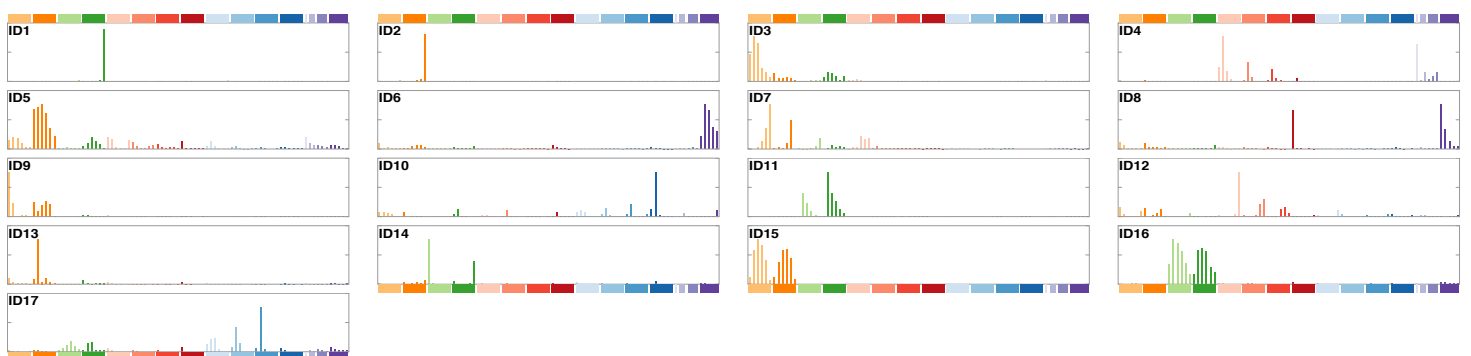 ID1 ID2 ID3 ID4
ID5 ID6 ID7 ID8
ID9 ID10 ID11 ID12
ID13 ID14 ID15 ID16
ID17